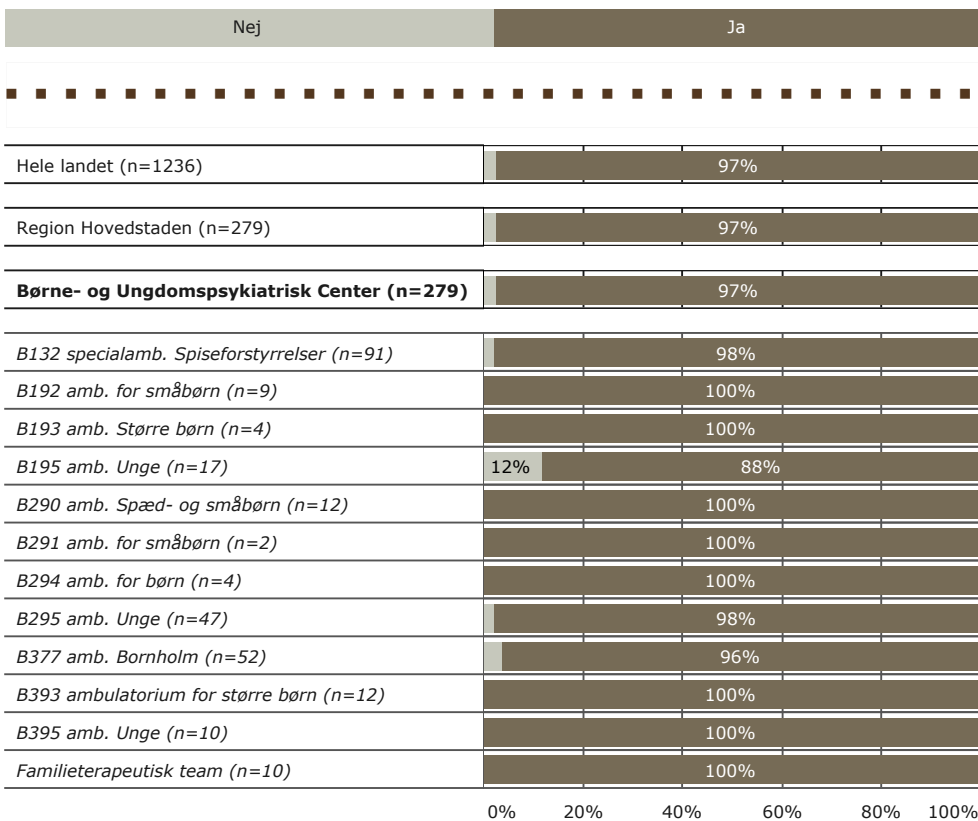 Nej Ja
Hele landet (n=1236) 97%
Region Hovedstaden (n=279) 97%
Børne- og Ungdomspsykiatrisk Center (n=279) 97%
B132 specialamb. Spiseforstyrrelser (n=91) 98%
B192 amb. for småbørn (n=9) 100%
B193 amb. Større børn (n=4) 100%
B195 amb. Unge (n=17) 12% 88%
B290 amb. Spæd- og småbørn (n=12) 100%
B291 amb. for småbørn (n=2) 100%
B294 amb. for børn (n=4) 100%
B295 amb. Unge (n=47) 98%
B377 amb. Bornholm (n=52) 96%
B393 ambulatorium for større børn (n=12) 100%
B395 amb. Unge (n=10) 100%
Familieterapeutisk team (n=10) 100%
0% 20% 40% 60% 80% 100%